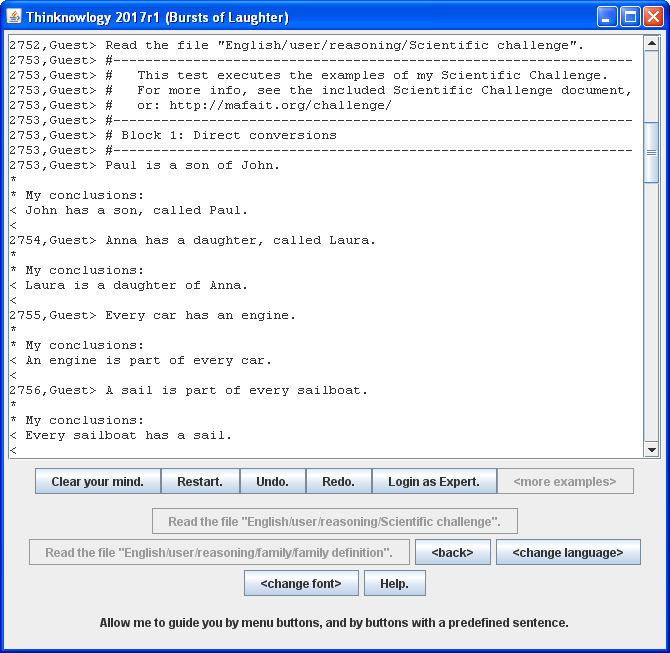 Thinknowlogy 2017r1 (Bursts of Laughter)
2752,Guest> Read the file "English/user/reasoning/Scientific challenge".
2753,Guest> #--------------------------------------------------------------------
2753,Guest> #   This test executes the examples of my Scientific Challenge.
2753,Guest> #   For more info, see the included Scientific Challenge document,
2753,Guest> #   or: http://mafait.org/challenge/
2753,Guest> #--------------------------------------------------------------------
2753,Guest> # Block 1: Direct conversions
2753,Guest> #--------------------------------------------------------------------
2753,Guest> Paul is a son of John.
*
* My conclusions:
< John has a son, called Paul.
<
2754,Guest> Anna has a daughter, called Laura.
*
* My conclusions:
< Laura is a daughter of Anna.
<
2755,Guest> Every car has an engine.
*
* My conclusions:
< An engine is part of every car.
<
2756,Guest> A sail is part of every sailboat.
*
* My conclusions:
< Every sailboat has a sail.
<
Clear your mind. Restart. Undo. Redo. Login as Expert. <more examples>
Read the file "English/user/reasoning/Scientific challenge".
Read the file "English/user/reasoning/family/family definition". <back> <change language>
<change font> Help.
Allow me to guide you by menu buttons, and by buttons with a predefined sentence.